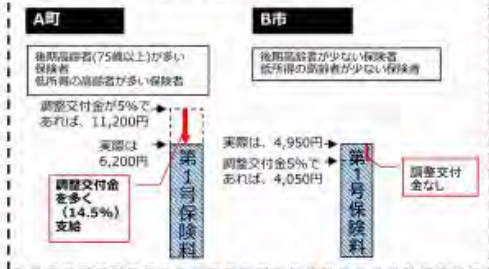 A町
後期高齢者(75歳以上)が多い
保険者
低所得の高齢者が多い保険者
調整交付金が5%で
あれば、11,200円
実際は
6,200円
調整交付金
を多く
（14.5%）
支給
第1号保険料
B市
後期高齢者が少ない保険者
低所得の高齢者が少ない保険者
実際は、4,950円
調整交付金5%で
あれば、4,050円
第1号保険料
調整交付
金なし